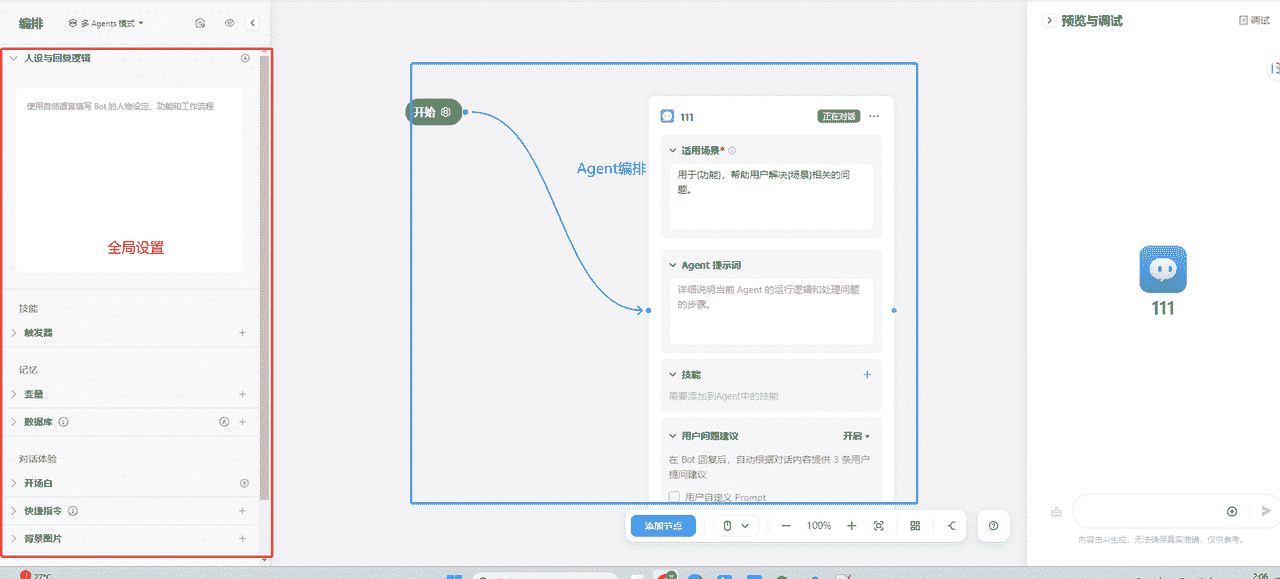 编排
多 Agents 模式
人设与回复逻辑
使用自然语言填写 Bot 的人物设定、功能和工作流程
全局设置
技能
触发器
记忆
变量
数据库
对话体验
开场白
快捷指令
背景图片
开始
Agent编排
111
正在对话
适用场景*
用于{功能}，帮助用户解决{场景}相关的问
题。
Agent 提示词
详细说明当前 Agent 的运行逻辑和处理问题
的步骤。
技能
需要添加到Agent中的技能
用户问题建议
开启
在 Bot 回复后，自动根据对话内容提供 3 条用户
提问建议
用户自定义 Prompt
添加节点
100%
预览与调试
调试
111
内容由AI生成，无法确保真实准确，仅供参考。
27°C
2:06